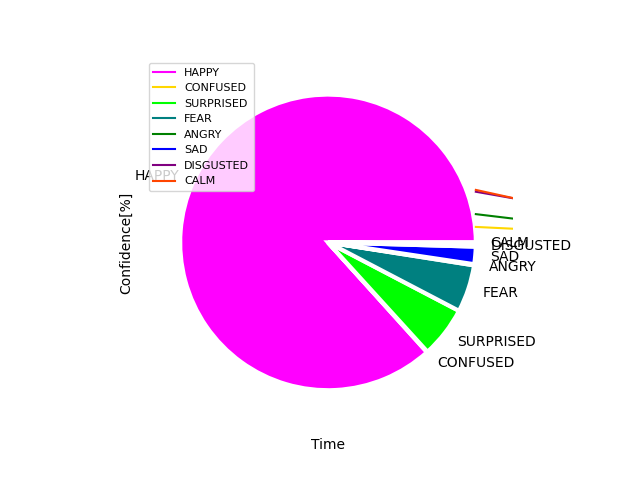 HAPPY
CONFUSED
SURPRISED
FEAR
ANGRY
SAD
DISGUSTED
CALM
HAPPY
Confidence[%]
CALM
DISGUSTED
SAD
ANGRY
FEAR
SURPRISED
CONFUSED
Time